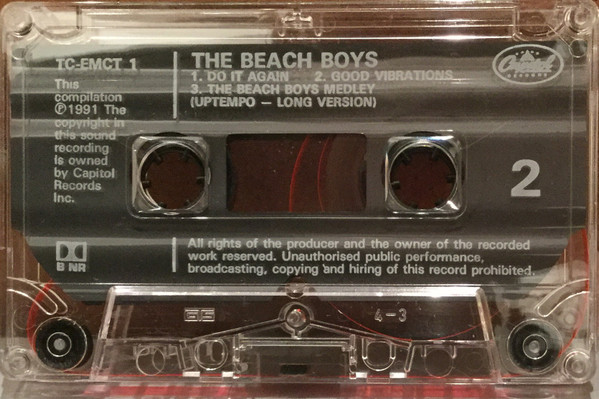 TC-EMCT 1
This
compilation
Ⓟ1991 The
copyright in
this sound
recording
is owned
by Capitol
Records
Inc.
THE BEACH BOYS
1. DO IT AGAIN 2. GOOD VIBRATIONS
3. THE BEACH BOYS MEDLEY
(UPTEMPO — LONG VERSION)
Capitol
RECORDS
2
B NR
All rights of the producer and the owner of the recorded
work reserved. Unauthorised public performance,
broadcasting, copying and hiring of this record prohibited.
4-3